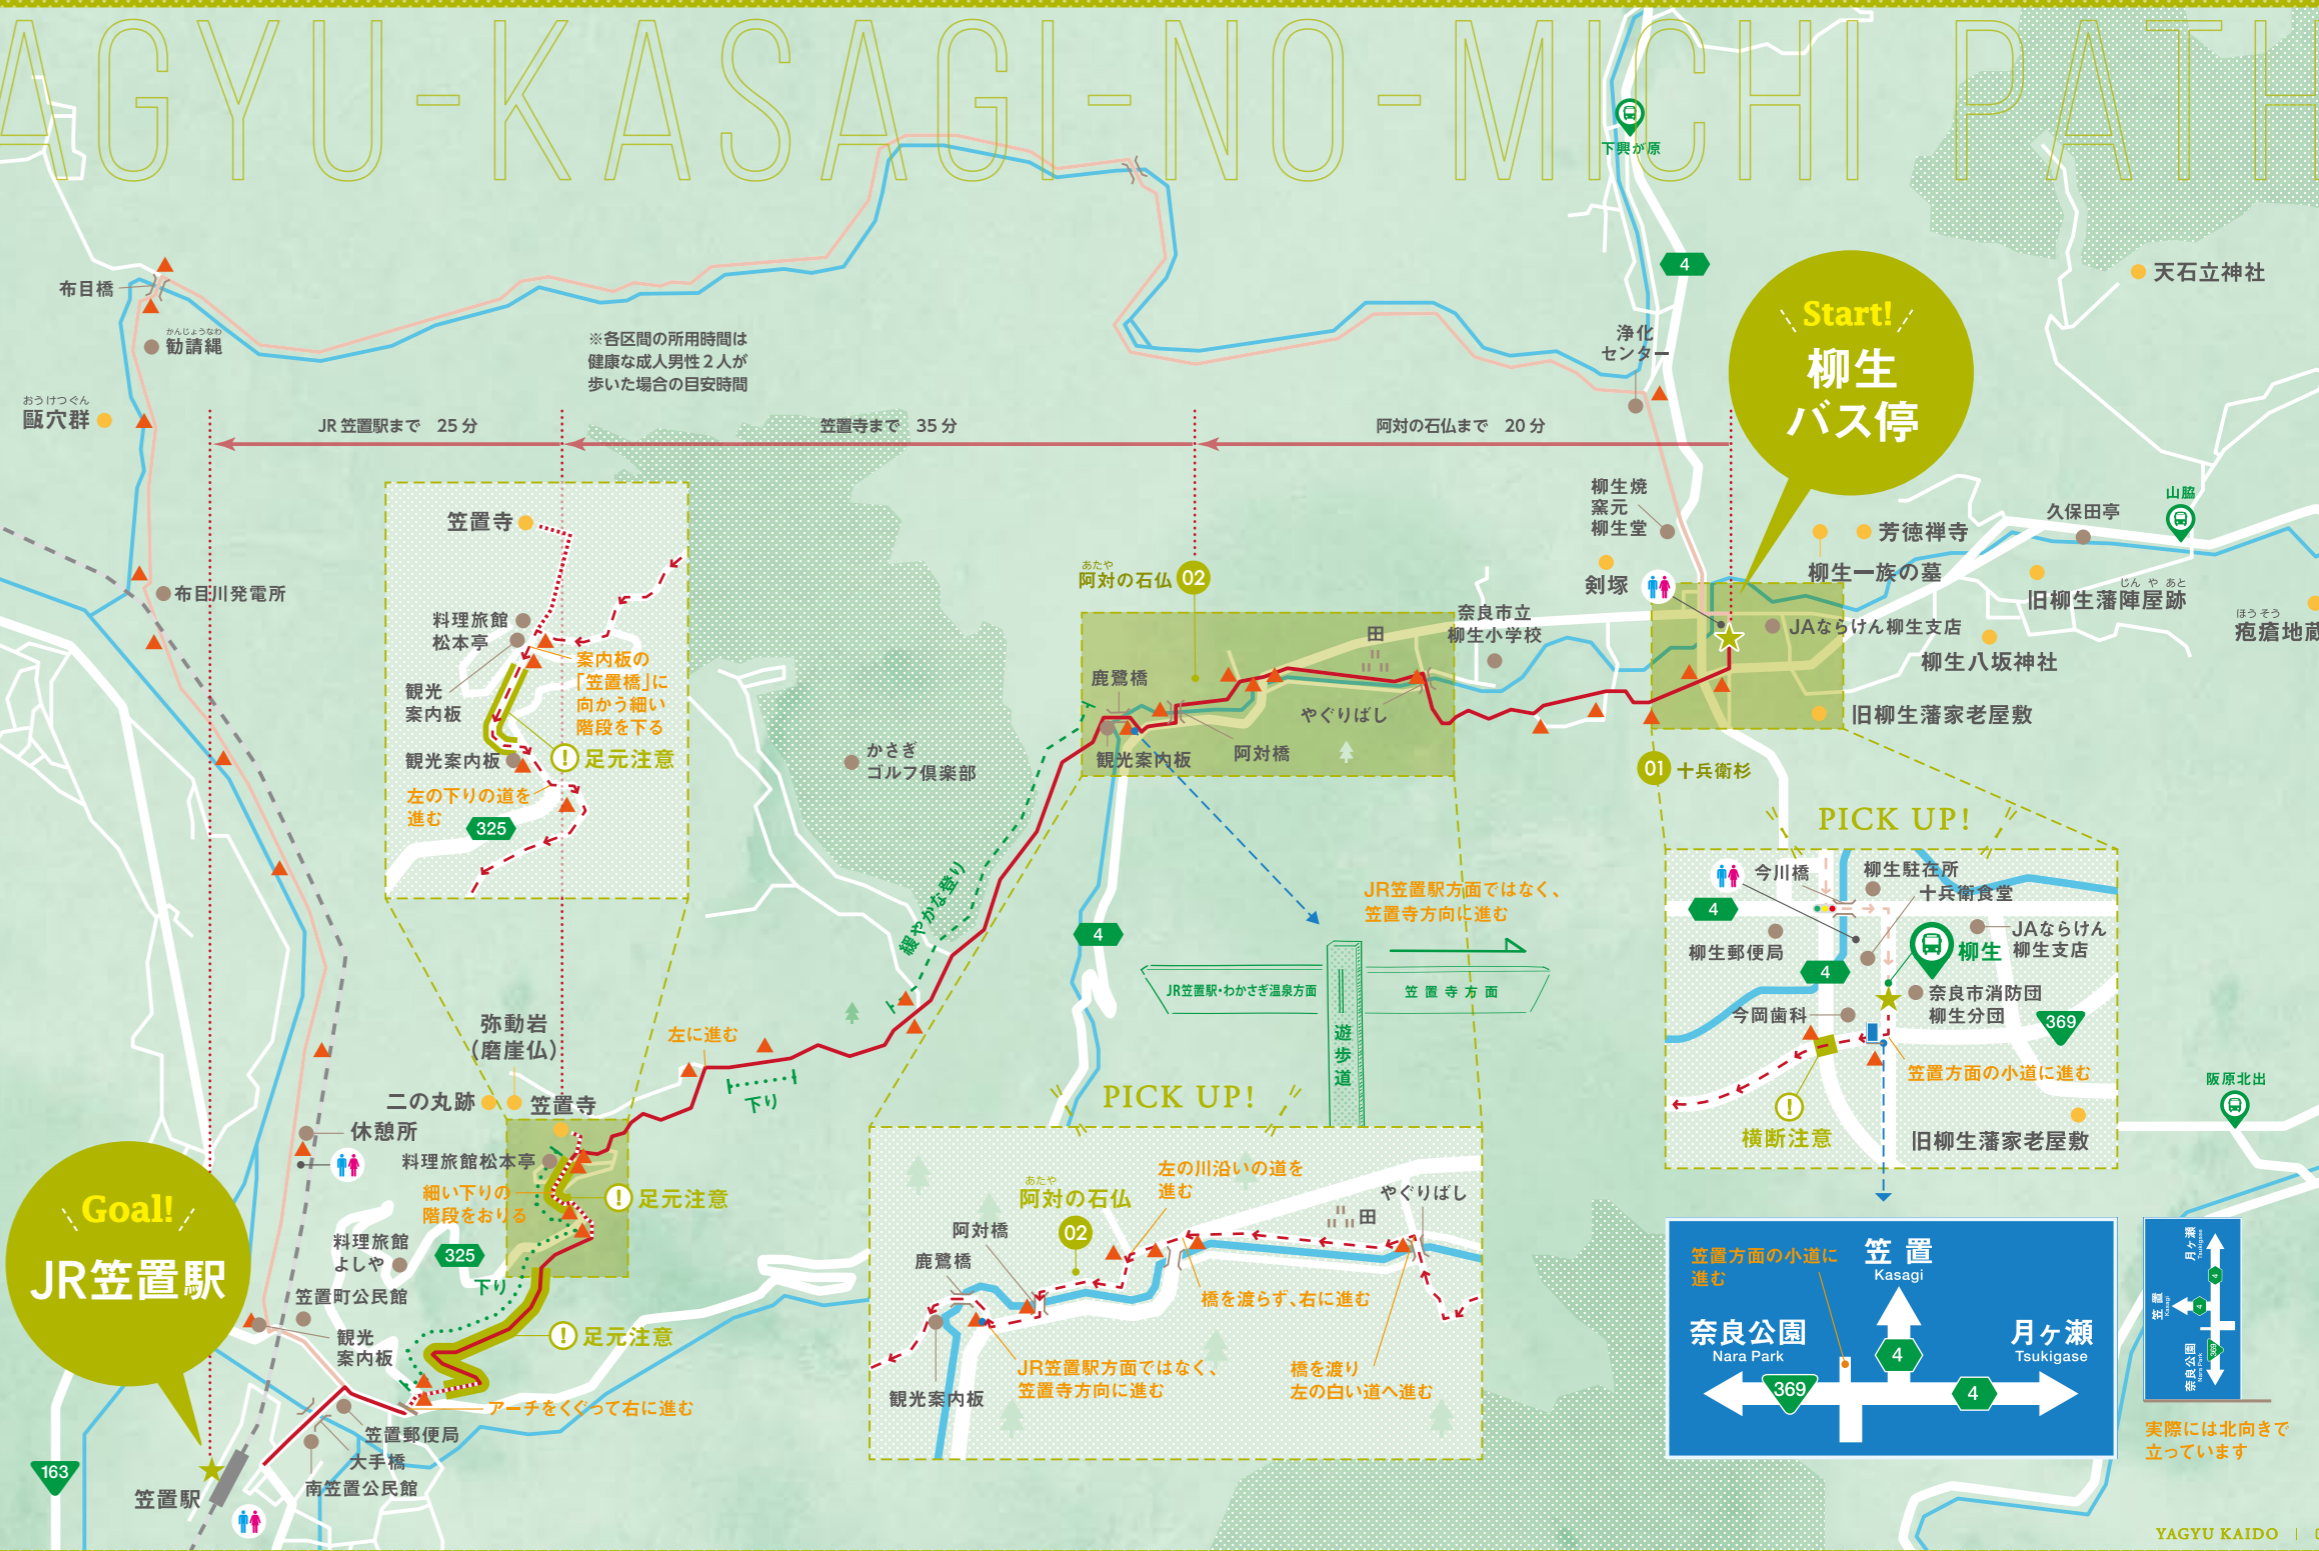 AGYU-KASAGI-NO-MICHI PATH
下興が原
4
天石立神社
布目橋
かんじょうなわ
勧請縄
※各区間の所用時間は
健康な成人男性2人が
歩いた場合の目安時間
浄化
センター
Start!
柳生
バス停
おうけつぐん
甌穴群
JR笠置駅まで 25分
笠置寺まで 35分
阿対の石仏まで 20分
柳生焼
窯元
柳生堂
剣塚
山脇
久保田亭
芳徳禅寺
柳生一族の墓
じんやあと
旧柳生藩陣屋跡
ほうそう
疱瘡地蔵
JAならけん柳生支店
柳生八坂神社
旧柳生藩家老屋敷
布目川発電所
笠置寺
料理旅館
松本亭
案内板の
「笠置橋」に
向かう細い
階段を下る
観光
案内板
足元注意
観光案内板
左の下りの道を
進む
325
あたや
阿対の石仏 02
田
奈良市立
柳生小学校
鹿鷺橋
やぐりばし
観光案内板
阿対橋
01 十兵衛杉
かさぎ
ゴルフ倶楽部
緩やかな登り
4
JR笠置駅方面ではなく、
笠置寺方向に進む
JR笠置駅・わかさぎ温泉方面
笠置寺方面
遊歩道
PICK UP!
今川橋
柳生駐在所
十兵衛食堂
4
柳生郵便局
JAならけん
柳生支店
柳生
4
奈良市消防団
柳生分団
今岡歯科
369
笠置方面の小道に進む
横断注意
旧柳生藩家老屋敷
阪原北出
弥勒岩
(磨崖仏)
左に進む
下り
二の丸跡
笠置寺
休憩所
料理旅館松本亭
細い下りの
階段をおりる
足元注意
Goal!
JR笠置駅
料理旅館
よしや
325
下り
笠置町公民館
観光
案内板
足元注意
アーチをくぐって右に進む
笠置郵便局
大手橋
南笠置公民館
163
笠置駅
PICK UP!
左の川沿いの道を
進む
あたや
阿対の石仏
02
やぐりばし
田
阿対橋
鹿鷺橋
橋を渡らず、右に進む
JR笠置駅方面ではなく、
笠置寺方向に進む
橋を渡り
左の白い道へ進む
観光案内板
笠置方面の小道に
進む
笠置
Kasagi
奈良公園
Nara Park
月ヶ瀬
Tsukigase
369
4
4
月ヶ瀬
Tsukigase
4
笠置
Kasagi
4
奈良公園
Nara Park
369
実際には北向きで
立っています
YAGYU KAIDO